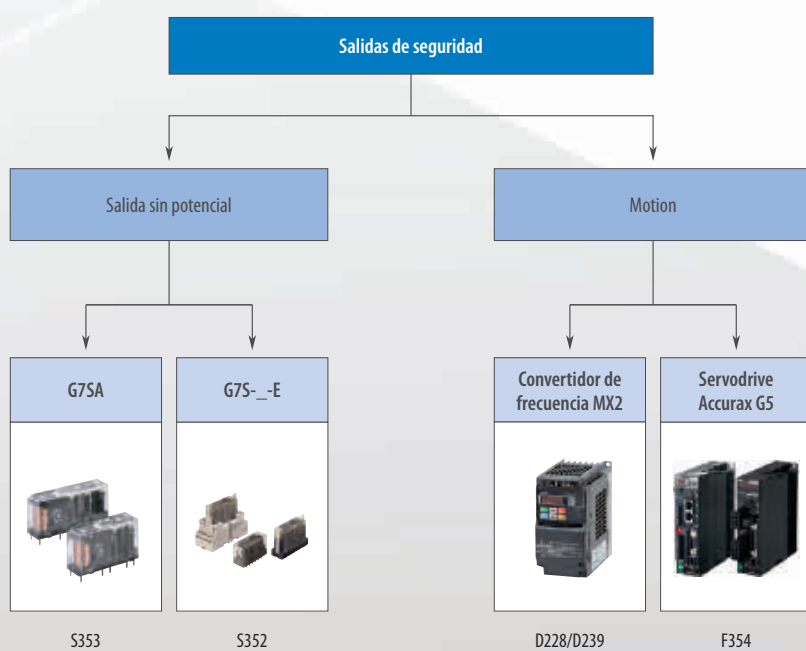 Salidas de seguridad
Salida sin potencial
Motion
G7SA
G7S-_-E
Convertidor de
frecuencia MX2
Servodrive
Accurax G5
S353
S352
D228/D239
F354